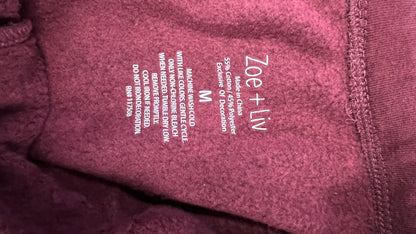 Zoe + Liv
Made in China
55% Cotton / 45% Polyester
Exclusive Of Decoration
M
MACHINE WASH COLD
WITH LIKE COLORS. GENTLE CYCLE.
ONLY NON-CHLORINE BLEACH
WHEN NEEDED. TUMBLE DRY LOW.
REMOVE PROMPTLY.
COOL IRON IF NEEDED.
DO NOT IRON DECORATION.
RN# 117506